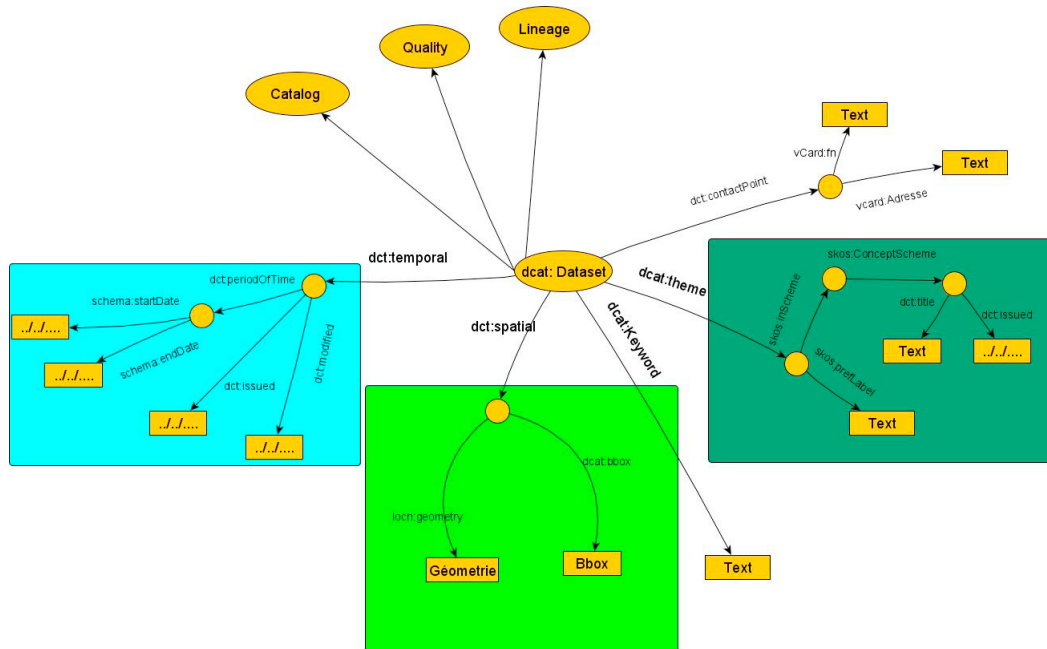 Lineage
Quality
Catalog
Text
vCard:fn
Text
dct:contactPoint
vcard:Adresse
dct:temporal
dcat: Dataset
dcat:theme
skos:ConceptScheme
dct:periodOfTime
schema:startDate
skos:inScheme
dct:title
dct:issued
../../....
dct:spatial
dcat:Keyword
schema:endDate
dct:modified
Text
../../....
../../....
dct:issued
skos:prefLabel
../../....
Text
../../....
dcat:bbox
locn:geometry
Géometrie
Bbox
Text